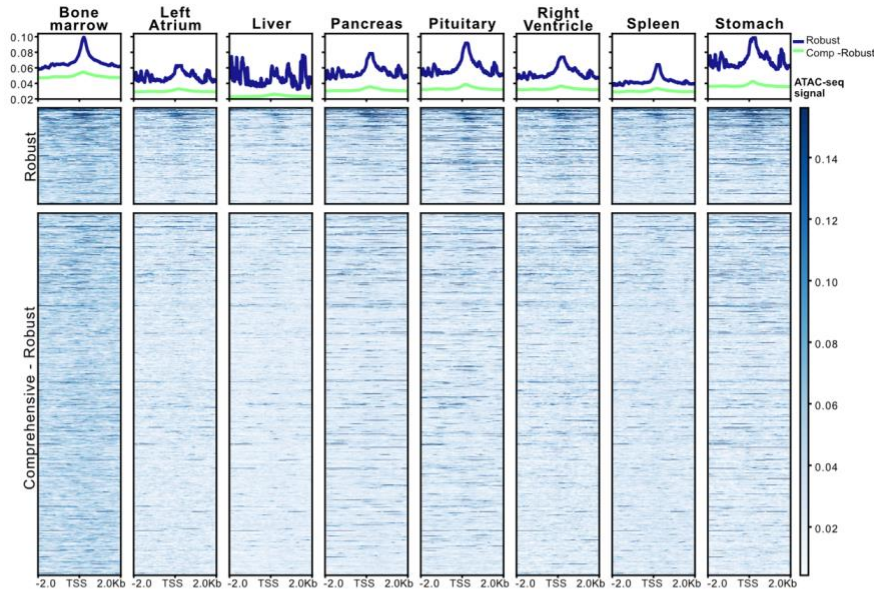 Bone marrow
Left Atrium
Liver
Pancreas
Pituitary
Right Ventricle
Spleen
Stomach
0.10
0.08
0.06
0.04
0.02
Robust
Comp -Robust
ATAC-seq
signal
Robust
Comprehensive - Robust
0.14
0.12
0.10
0.08
0.06
0.04
0.02
-2.0 TSS 2.0Kb
-2.0 TSS 2.0Kb
-2.0 TSS 2.0Kb
-2.0 TSS 2.0Kb
-2.0 TSS 2.0Kb
-2.0 TSS 2.0Kb
-2.0 TSS 2.0Kb
-2.0 TSS 2.0Kb